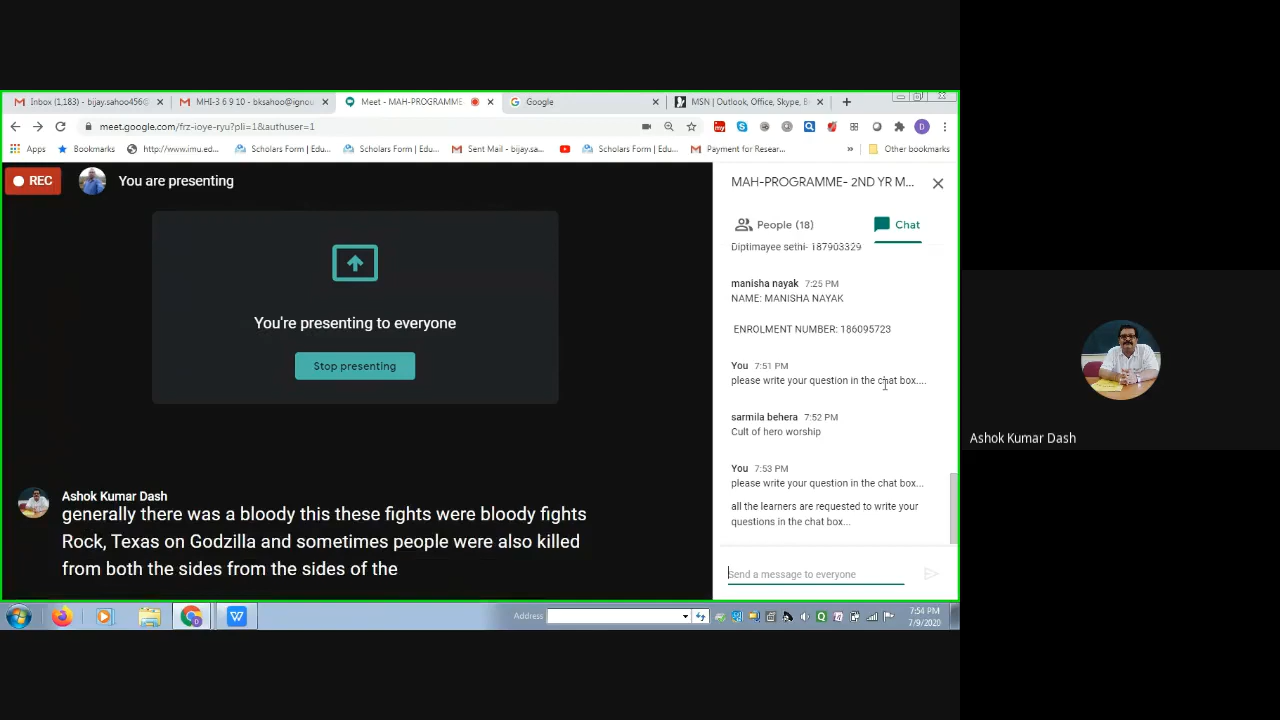 Inbox (1,183) - bijay.sahoo456@
MHI-3 6 9 10 - bksahoo@ignou
Meet - MAH-PROGRAMME
Google
MSN | Outlook, Office, Skype, B
meet.google.com/frz-ioye-ryu?pli=1&authuser=1
Apps
Bookmarks
http://www.imu.ed...
Scholars Form | Edu...
Scholars Form | Edu...
Sent Mail - bijay.sa...
Scholars Form | Edu...
Payment for Resear...
Other bookmarks
REC
You are presenting
MAH-PROGRAMME- 2ND YR M...
People (18)
Chat
Diptimayee sethi- 187903329
manisha nayak 7:25 PM
NAME: MANISHA NAYAK
ENROLMENT NUMBER: 186095723
You 7:51 PM
please write your question in the chat box....
sarmila behera 7:52 PM
Cult of hero worship
You 7:53 PM
please write your question in the chat box...
all the learners are requested to write your
questions in the chat box...
Send a message to everyone
You're presenting to everyone
Stop presenting
Ashok Kumar Dash
generally there was a bloody this these fights were bloody fights
Rock, Texas on Godzilla and sometimes people were also killed
from both the sides from the sides of the
Ashok Kumar Dash
Address
7:54 PM
7/9/2020